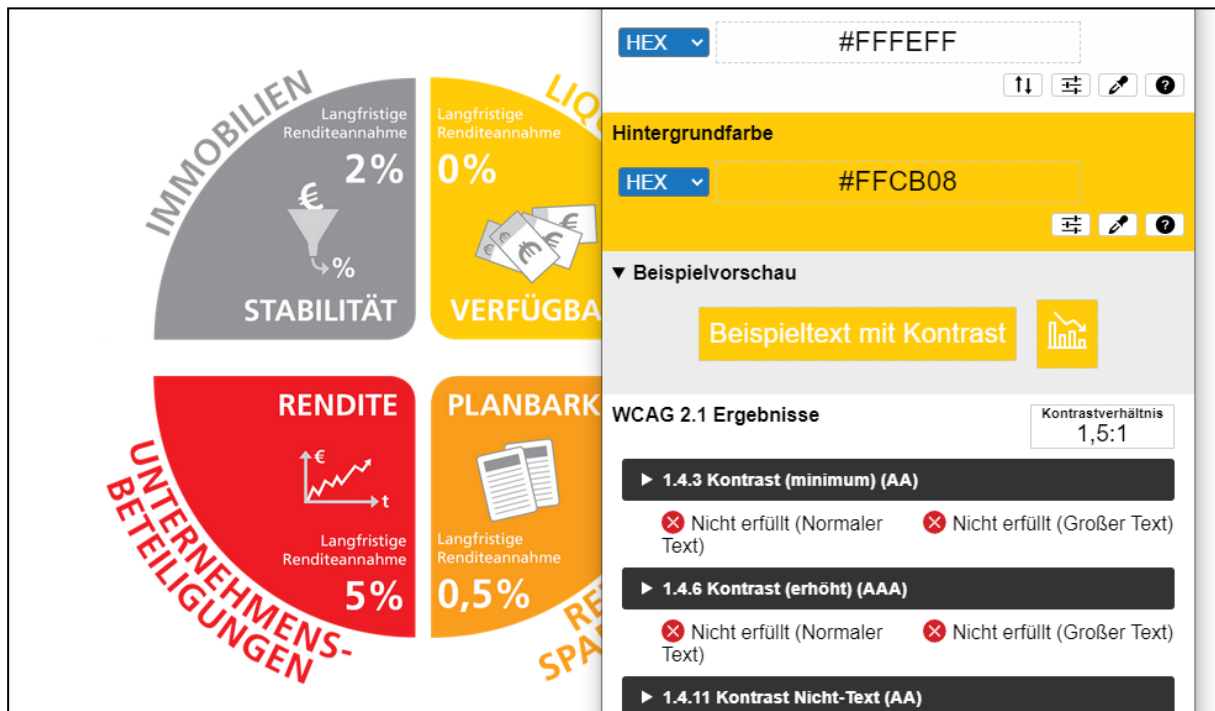 IMMOBILIEN
Langfristige
Renditeannahme
2%
€
%
STABILITÄT
LIQU
Langfristige
Renditeannahme
0%
€
€
€
€
VERFÜGBA
RENDITE
€
t
Langfristige
Renditeannahme
5%
UNTERNEHMENS-
BETEILIGUNGEN
PLANBARK
Langfristige
Renditeannahme
0,5%
RE
SPA
HEX
#FFFEFF
Hintergrundfarbe
HEX
#FFCB08
▼ Beispielvorschau
Beispieltext mit Kontrast
WCAG 2.1 Ergebnisse
Kontrastverhältnis
1,5:1
▶ 1.4.3 Kontrast (minimum) (AA)
Nicht erfüllt (Normaler
Text)
Nicht erfüllt (Großer Text)
▶ 1.4.6 Kontrast (erhöht) (AAA)
Nicht erfüllt (Normaler
Text)
Nicht erfüllt (Großer Text)
▶ 1.4.11 Kontrast Nicht-Text (AA)